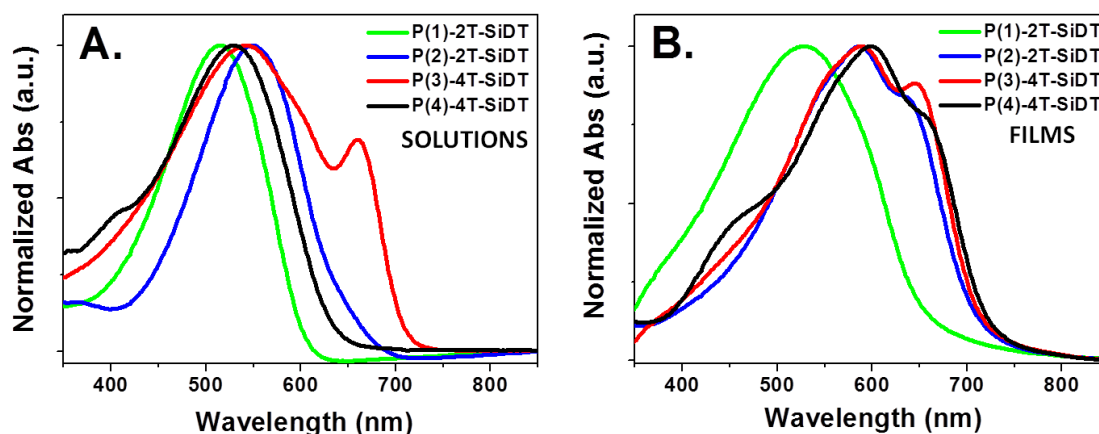 A.
P(1)-2T-SiDT
P(2)-2T-SiDT
P(3)-4T-SiDT
P(4)-4T-SiDT
SOLUTIONS
Normalized Abs (a.u.)
400 500 600 700 800
Wavelength (nm)
B.
P(1)-2T-SiDT
P(2)-2T-SiDT
P(3)-4T-SiDT
P(4)-4T-SiDT
FILMS
Normalized Abs (a.u.)
400 500 600 700 800
Wavelength (nm)